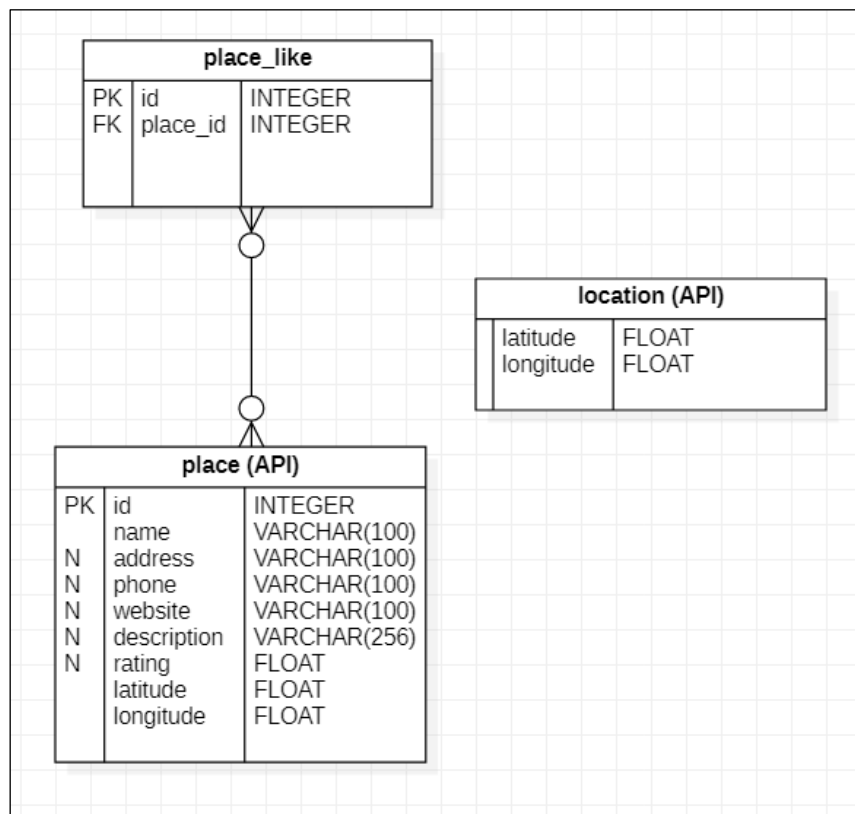 place_like
PK id INTEGER
FK place_id INTEGER
location (API)
latitude FLOAT
longitude FLOAT
place (API)
PK id INTEGER
name VARCHAR(100)
N address VARCHAR(100)
N phone VARCHAR(100)
N website VARCHAR(100)
N description VARCHAR(256)
N rating FLOAT
latitude FLOAT
longitude FLOAT